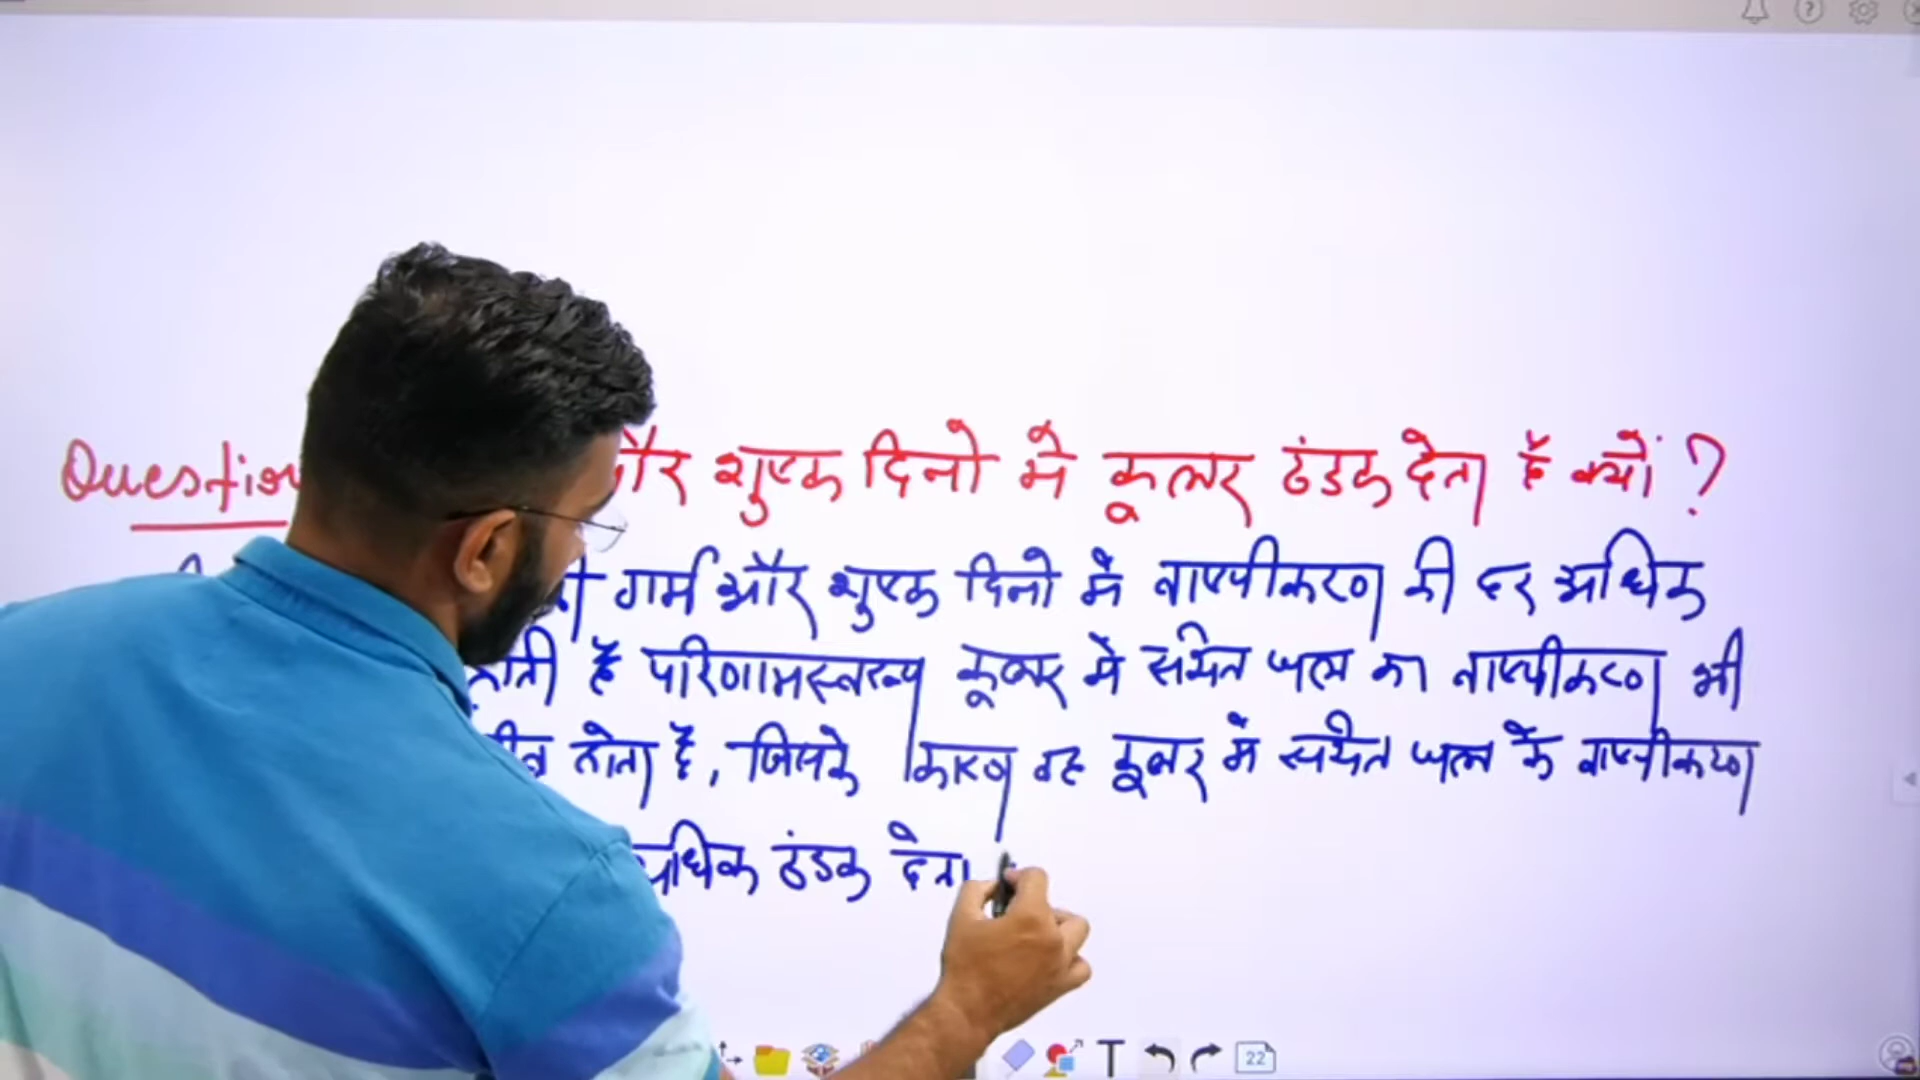 Question और शुष्क दिनो मे कूलर ठंडक देता है क्यों ?
गर्म और शुष्क दिनो में वाष्पीकरण की दर अधिक
होती है परिणामस्वरूप कूलर में संचित जल का वाष्पीकरण भी
होता है, जिसके कारण वह कूलर में संचित जल के वाष्पीकरण
अधिक ठंडक देता
T 22